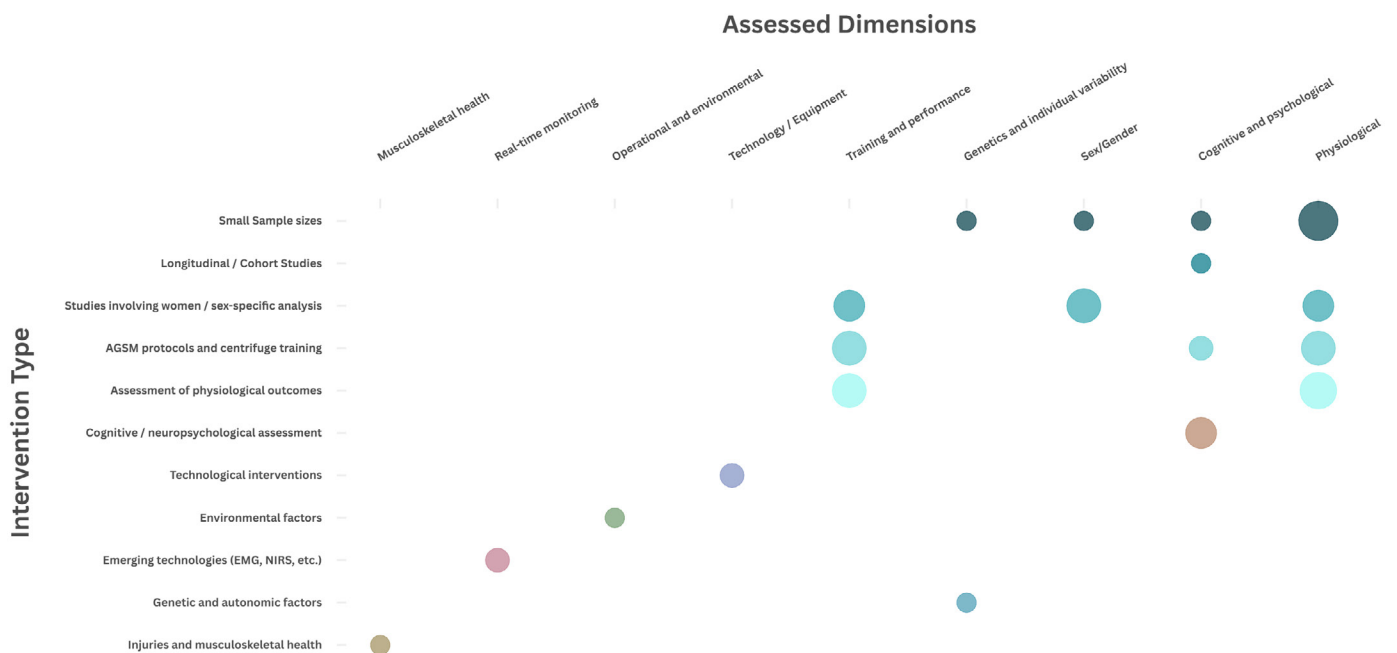 Assessed Dimensions
Musculoskeletal health
Real-time monitoring
Operational and environmental
Technology / Equipment
Training and performance
Genetics and individual variability
Sex/Gender
Cognitive and psychological
Physiological
Intervention Type
Small Sample sizes
Longitudinal / Cohort Studies
Studies involving women / sex-specific analysis
AGSM protocols and centrifuge training
Assessment of physiological outcomes
Cognitive / neuropsychological assessment
Technological interventions
Environmental factors
Emerging technologies (EMG, NIRS, etc.)
Genetic and autonomic factors
Injuries and musculoskeletal health